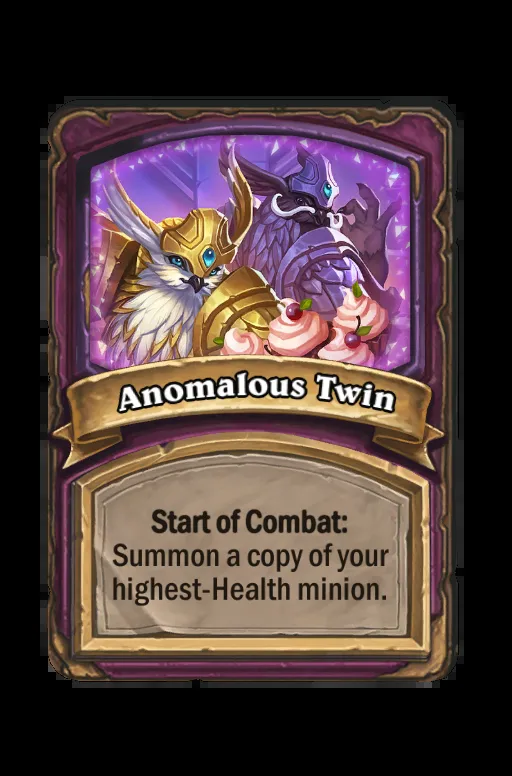 Anomalous Twin
Start of Combat:
Summon a copy of your
highest-Health minion.